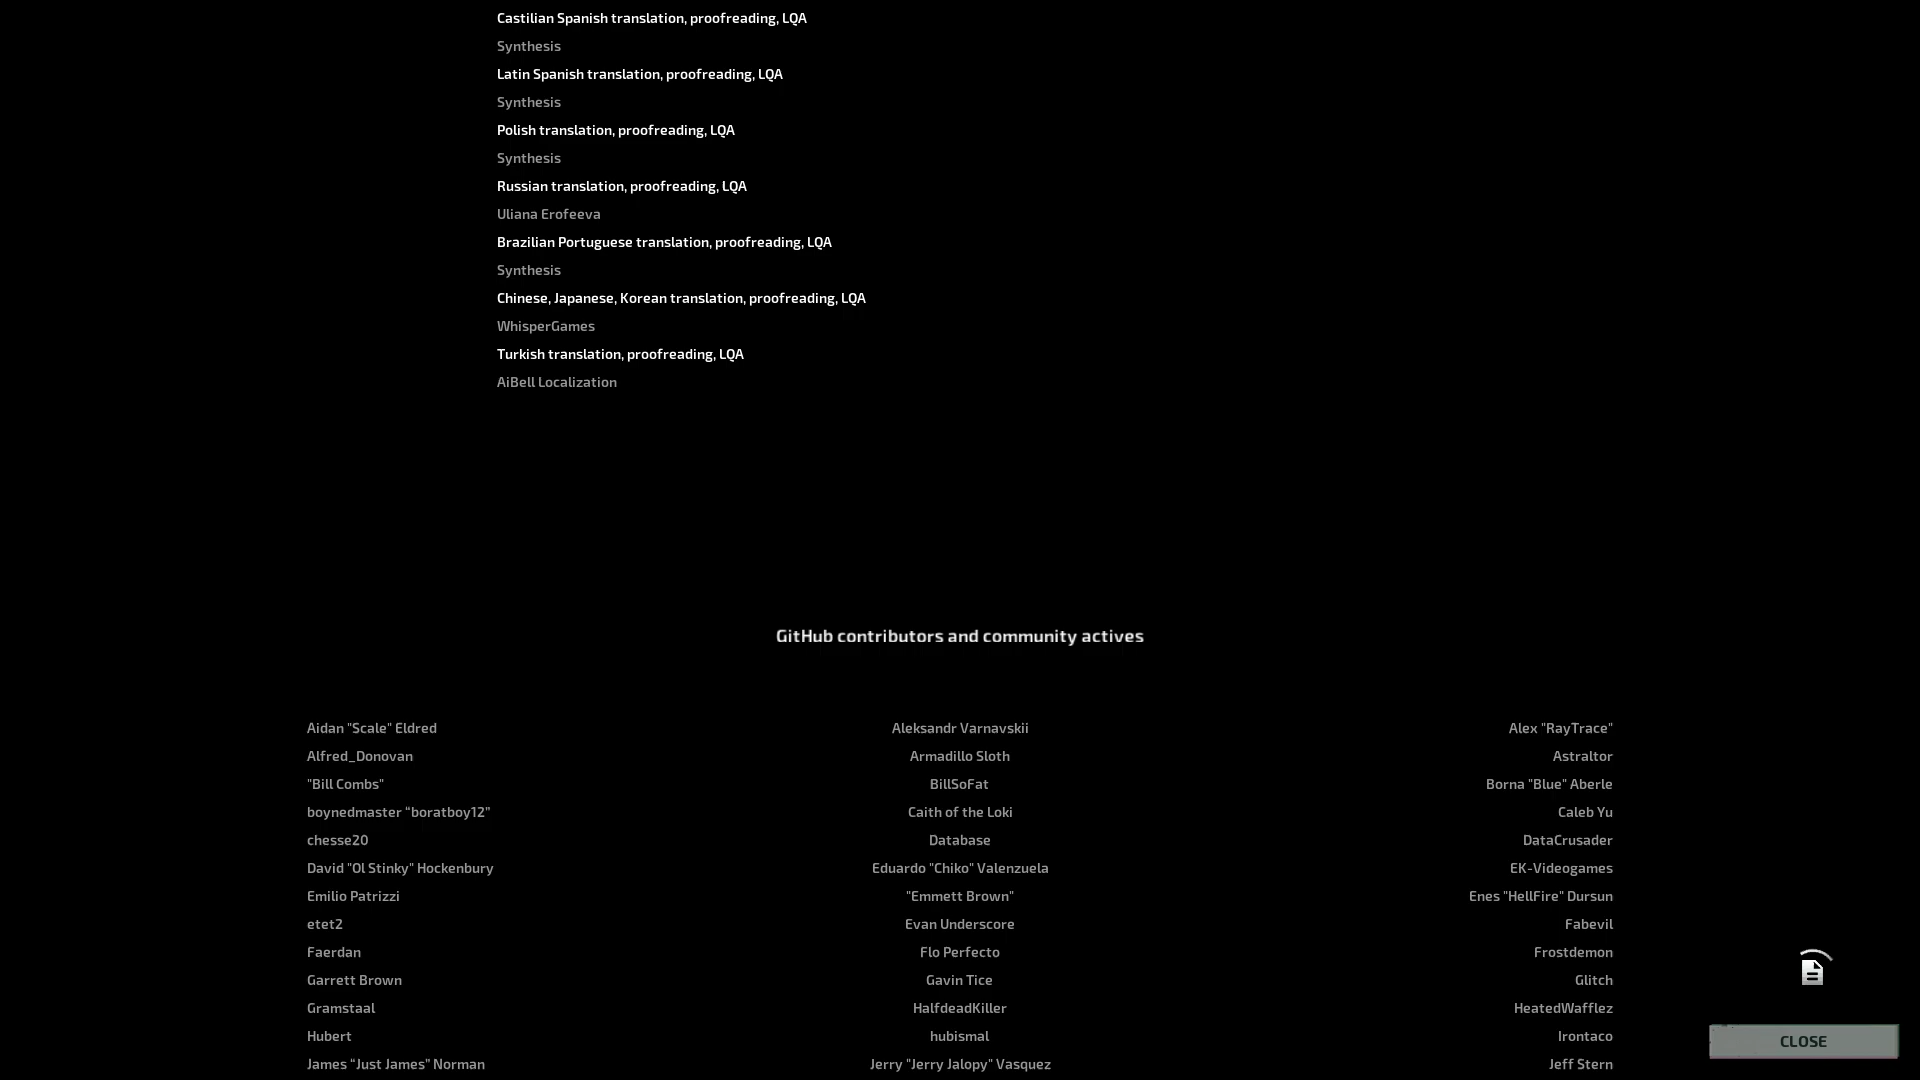 Castilian Spanish translation, proofreading, LQA
Synthesis
Latin Spanish translation, proofreading, LQA
Synthesis
Polish translation, proofreading, LQA
Synthesis
Russian translation, proofreading, LQA
Uliana Erofeeva
Brazilian Portuguese translation, proofreading, LQA
Synthesis
Chinese, Japanese, Korean translation, proofreading, LQA
WhisperGames
Turkish translation, proofreading, LQA
AiBell Localization
GitHub contributors and community actives
Aidan "Scale" Eldred Aleksandr Varnavskii Alex "RayTrace"
Alfred_Donovan Armadillo Sloth Astraltor
"Bill Combs" BillSoFat Borna "Blue" Aberle
boynedmaster “boratboy12” Caith of the Loki Caleb Yu
chesse20 Database DataCrusader
David "Ol Stinky" Hockenbury Eduardo "Chiko" Valenzuela EK-Videogames
Emilio Patrizzi "Emmett Brown" Enes "HellFire" Dursun
etet2 Evan Underscore Fabevil
Faerdan Flo Perfecto Frostdemon
Garrett Brown Gavin Tice Glitch
Gramstaal HalfdeadKiller HeatedWafflez
Hubert hubismal Irontaco
CLOSE
James “Just James” Norman Jerry "Jerry Jalopy" Vasquez Jeff Stern